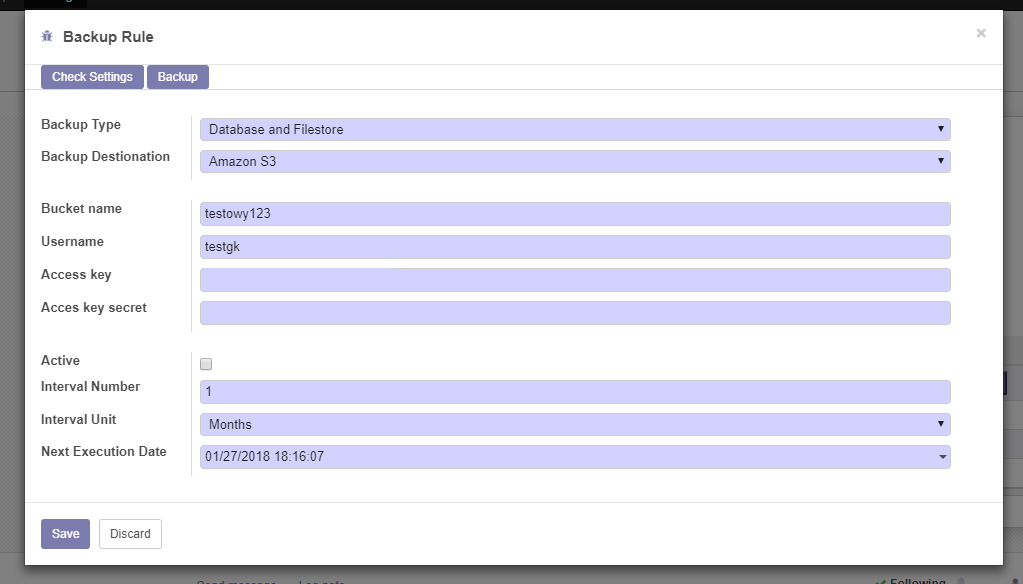 Backup Rule
×
Check Settings Backup
Backup Type Database and Filestore
Backup Destionation Amazon S3
Bucket name testowy123
Username testgk
Access key
Acces key secret
Active
Interval Number 1
Interval Unit Months
Next Execution Date 01/27/2018 18:16:07
Save Discard
Following